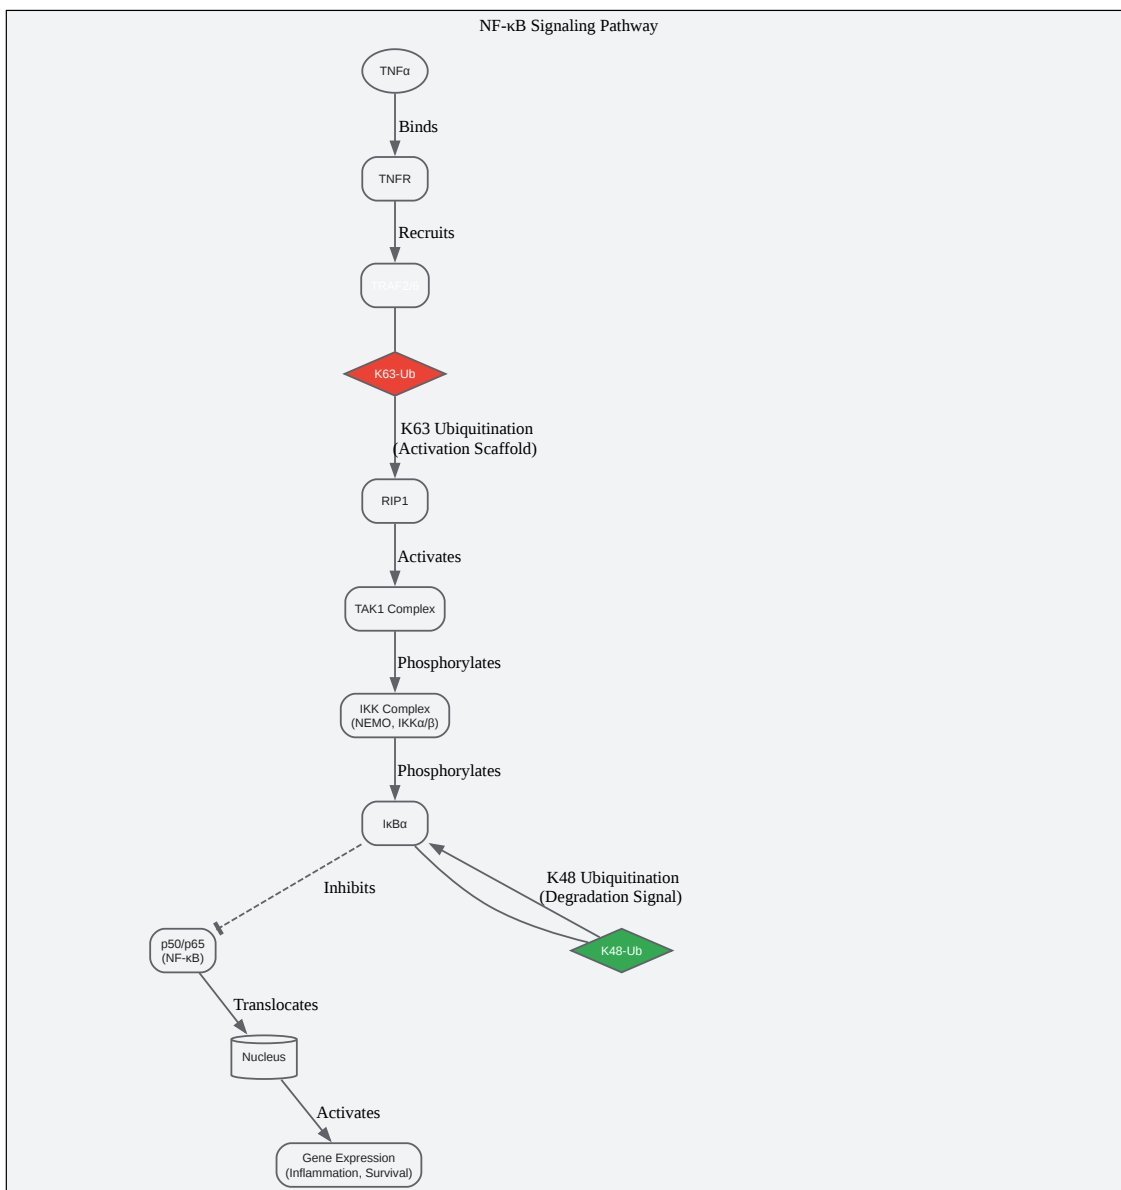 NF-κB Signaling Pathway
TNFα
Binds
TNFR
Recruits
TRAF2/6
K63-Ub
K63 Ubiquitination
(Activation Scaffold)
RIP1
Activates
TAK1 Complex
Phosphorylates
IKK Complex
(NEMO, IKKα/β)
Phosphorylates
IκBα
K48 Ubiquitination
(Degradation Signal)
Inhibits
p50/p65
(NF-κB)
K48-Ub
Translocates
Nucleus
Activates
Gene Expression
(Inflammation, Survival)